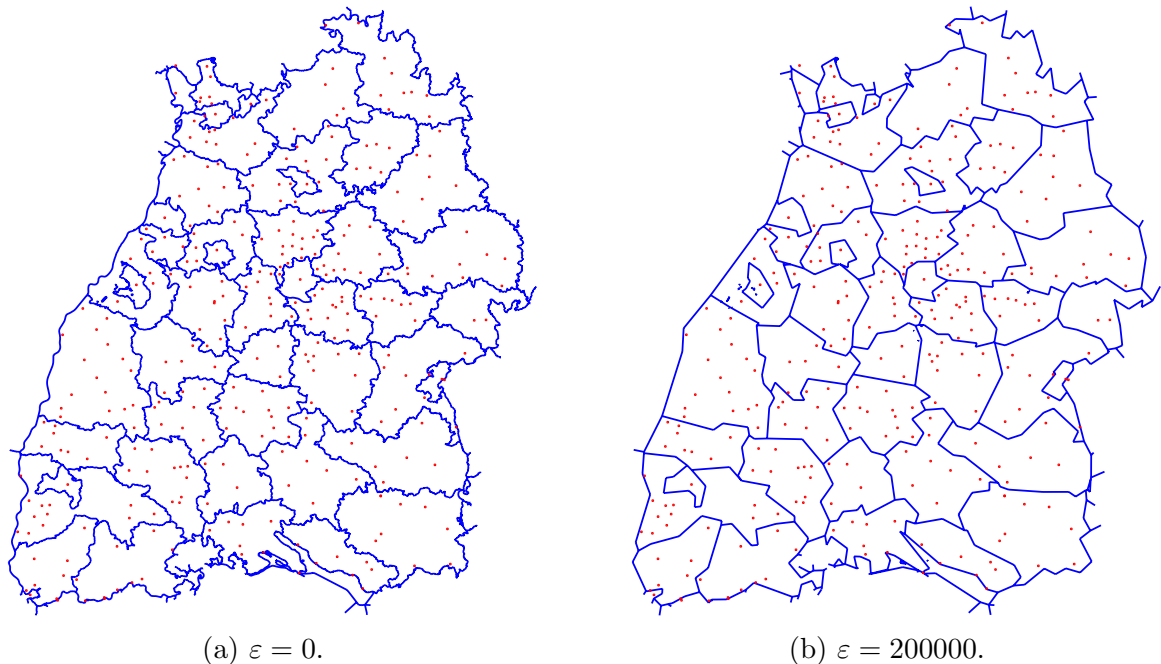 (a) ε = 0.
(b) ε = 200000.